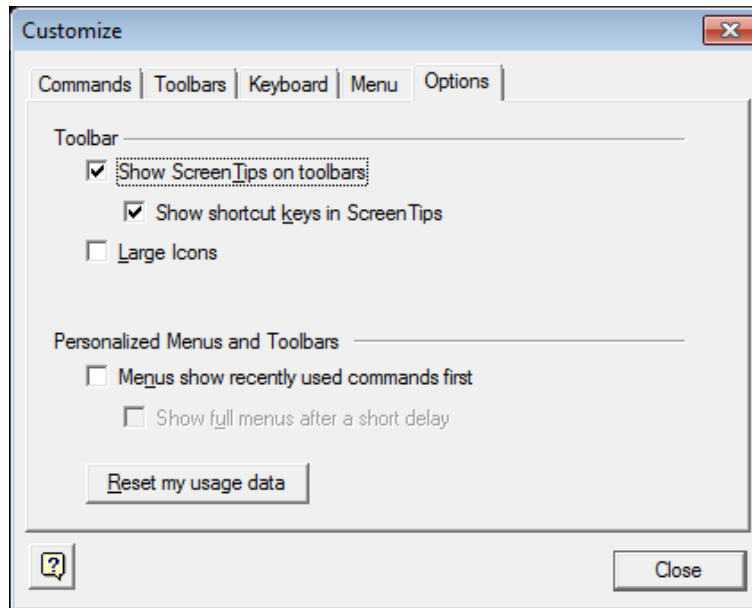 Customize
Commands Toolbars Keyboard Menu Options
Toolbar
Show ScreenTips on toolbars
Show shortcut keys in ScreenTips
Large Icons
Personalized Menus and Toolbars
Menus show recently used commands first
Show full menus after a short delay
Reset my usage data
?
Close